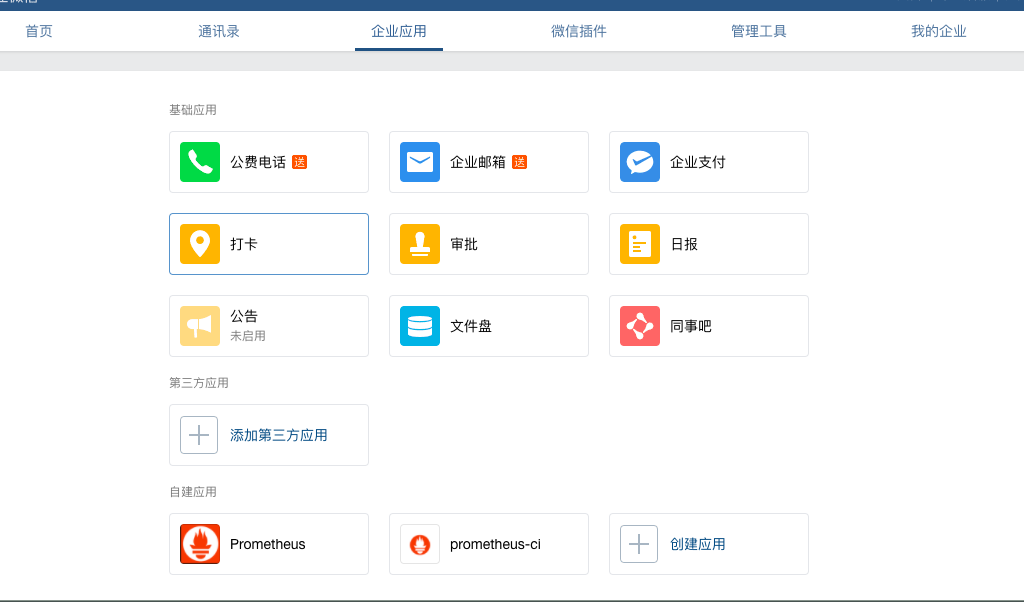 首页 通讯录 企业应用 微信插件 管理工具 我的企业
基础应用
公费电话 送 企业邮箱 送 企业支付
打卡 审批 日报
公告
未启用
文件盘 同事吧
第三方应用
添加第三方应用
自建应用
Prometheus prometheus-ci 创建应用